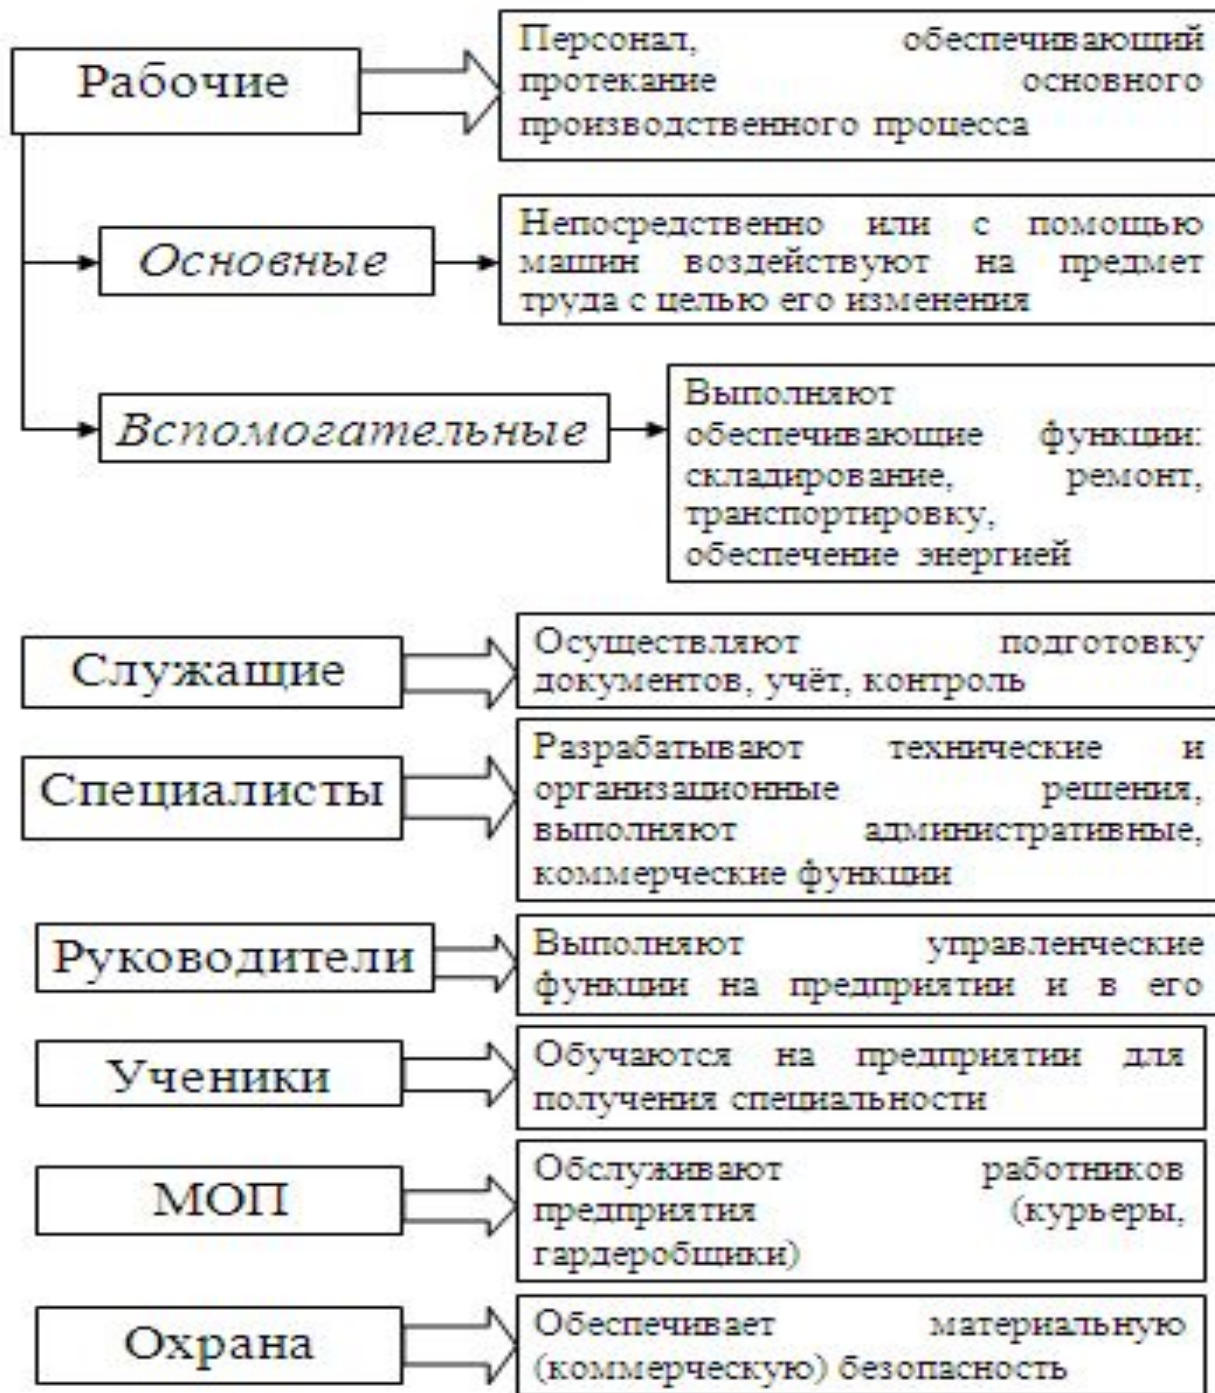 Рабочие
Персонал, обеспечивающий
протекание основного
производственного процесса
Основные
Непосредственно или с помощью
машин воздействуют на предмет
труда с целью его изменения
Вспомогательные
Выполняют
обеспечивающие функции:
складирование, ремонт,
транспортировку,
обеспечение энергией
Служащие
Осуществляют подготовку
документов, учёт, контроль
Специалисты
Разрабатывают технические и
организационные решения,
выполняют административные,
коммерческие функции
Руководители
Выполняют управленческие
функции на предприятии и в его
Ученики
Обучаются на предприятии для
получения специальности
МОП
Обслуживают работников
предприятия (курьеры,
гардеробщики)
Охрана
Обеспечивает материальную
(коммерческую) безопасность